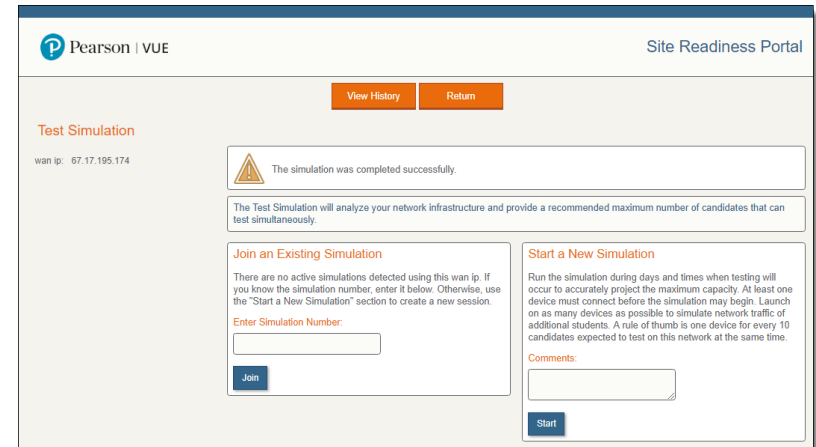 Pearson | VUE
Site Readiness Portal
View History
Return
Test Simulation
wan ip: 67.17.195.174
The simulation was completed successfully.
The Test Simulation will analyze your network infrastructure and provide a recommended maximum number of candidates that can
test simultaneously.
Join an Existing Simulation
There are no active simulations detected using this wan ip. If
you know the simulation number, enter it below. Otherwise, use
the "Start a New Simulation" section to create a new session.
Enter Simulation Number:
Join
Start a New Simulation
Run the simulation during days and times when testing will
occur to accurately project the maximum capacity. At least one
device must connect before the simulation may begin. Launch
on as many devices as possible to simulate network traffic of
additional students. A rule of thumb is one device for every 10
candidates expected to test on this network at the same time.
Comments:
Start